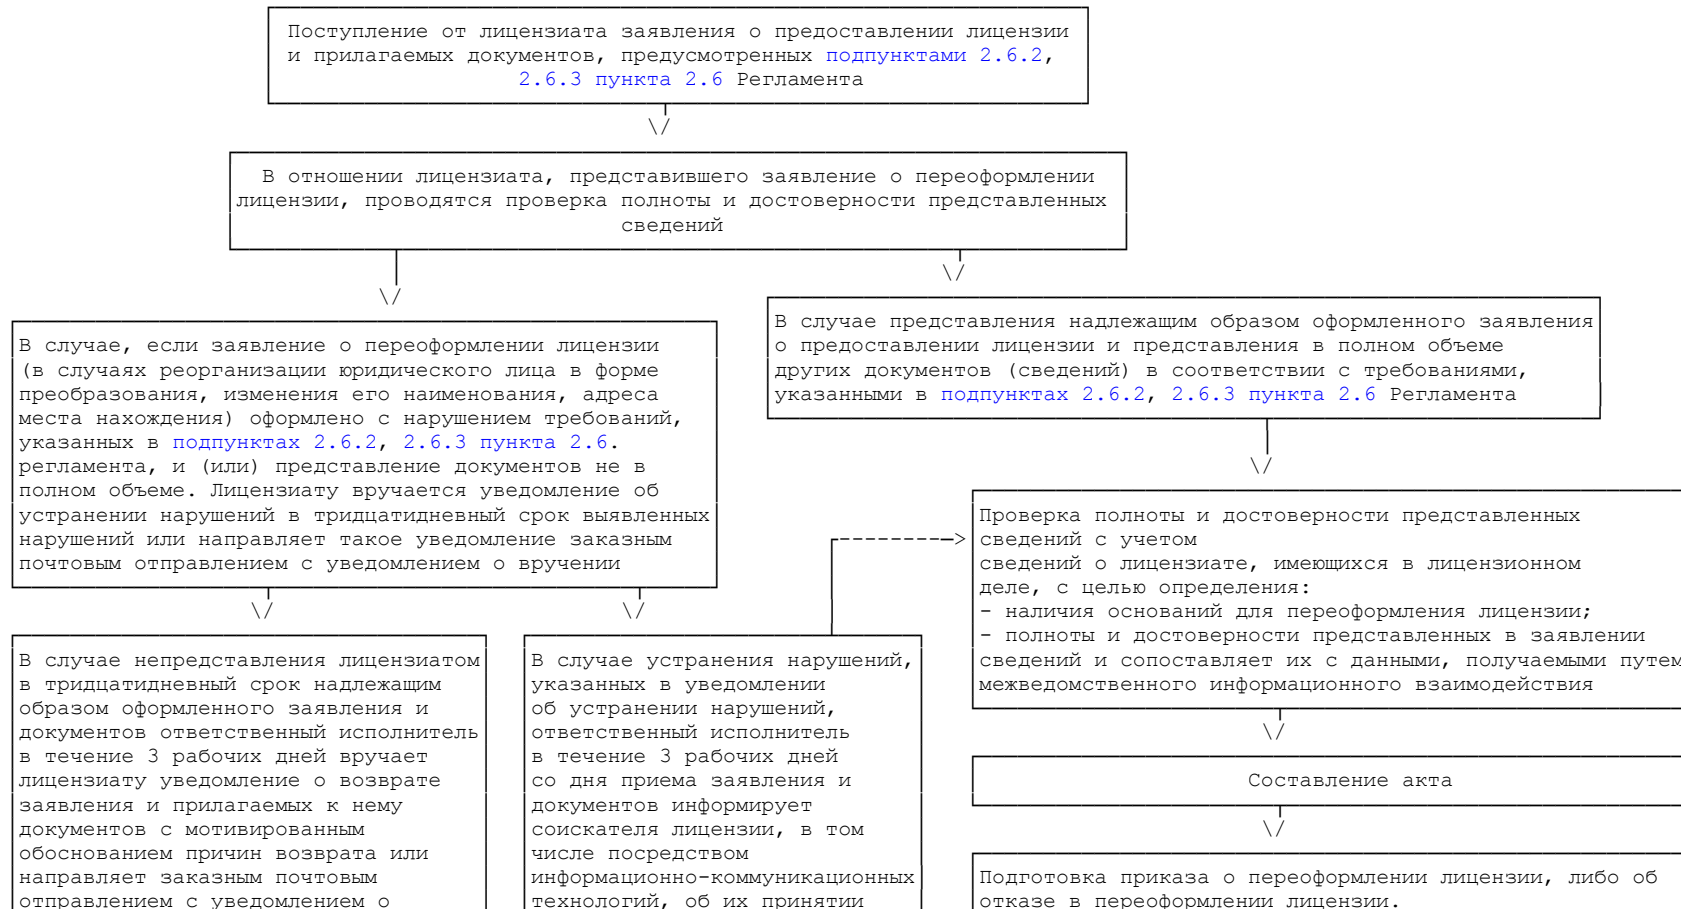 Поступление от лицензиата заявления о предоставлении лицензии
и прилагаемых документов, предусмотренных подпунктами 2.6.2,
2.6.3 пункта 2.6 Регламента
В отношении лицензиата, представившего заявление о переоформлении
лицензии, проводятся проверка полноты и достоверности представленных
сведений
В случае, если заявление о переоформлении лицензии
(в случаях реорганизации юридического лица в форме
преобразования, изменения его наименования, адреса
места нахождения) оформлено с нарушением требований,
указанных в подпунктах 2.6.2, 2.6.3 пункта 2.6.
регламента, и (или) представление документов не в
полном объеме. Лицензиату вручается уведомление об
устранении нарушений в тридцатидневный срок выявленных
нарушений или направляет такое уведомление заказным
почтовым отправлением с уведомлением о вручении
В случае представления надлежащим образом оформленного заявления
о предоставлении лицензии и представления в полном объеме
других документов (сведений) в соответствии с требованиями,
указанными в подпунктах 2.6.2, 2.6.3 пункта 2.6 Регламента
Проверка полноты и достоверности представленных
сведений с учетом
сведений о лицензиате, имеющихся в лицензионном
деле, с целью определения:
- наличия оснований для переоформления лицензии;
- полноты и достоверности представленных в заявлении
сведений и сопоставляет их с данными, получаемыми путем
межведомственного информационного взаимодействия
В случае непредставления лицензиатом
в тридцатидневный срок надлежащим
образом оформленного заявления и
документов ответственный исполнитель
в течение 3 рабочих дней вручает
лицензиату уведомление о возврате
заявления и прилагаемых к нему
документов с мотивированным
обоснованием причин возврата или
направляет заказным почтовым
отправлением с уведомлением о
В случае устранения нарушений,
указанных в уведомлении
об устранении нарушений,
ответственный исполнитель
в течение 3 рабочих дней
со дня приема заявления и
документов информирует
соискателя лицензии, в том
числе посредством
информационно-коммуникационных
технологий, об их принятии
Составление акта
Подготовка приказа о переоформлении лицензии, либо об
отказе в переоформлении лицензии.